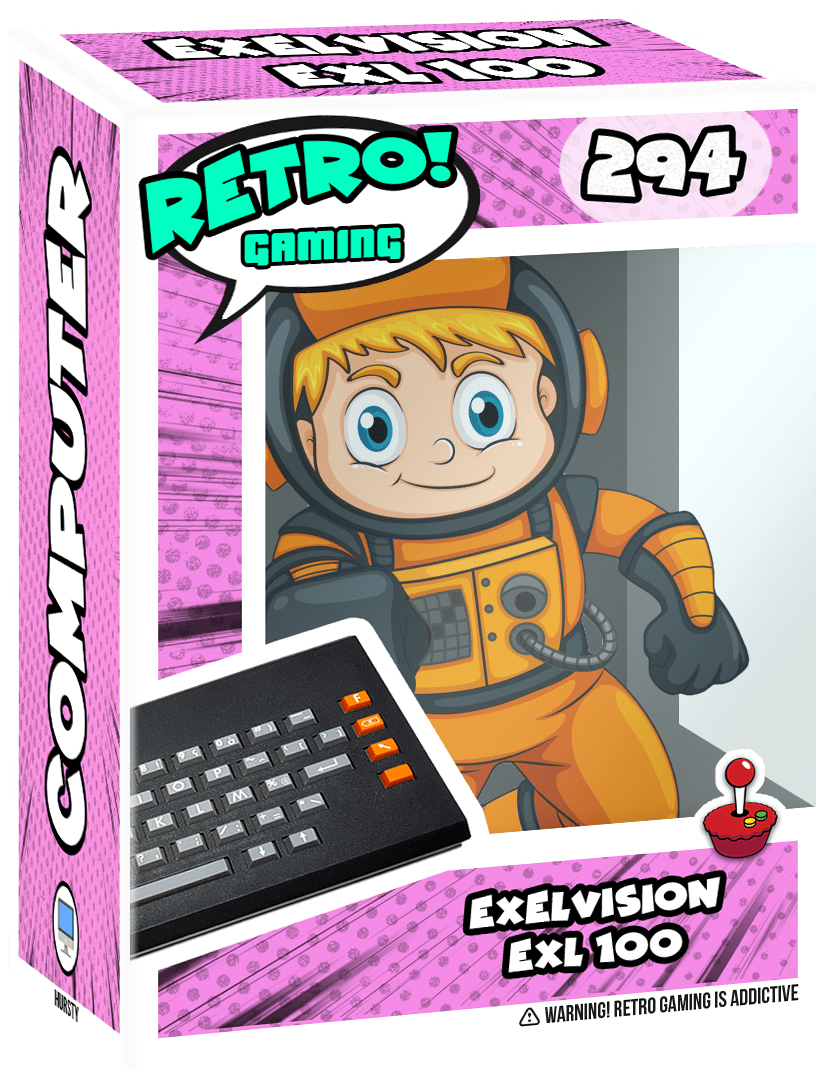 EXELVISION
EXL 100
RETRO!
GAMING
294
COMPUTER
F
O
P
K
L
M
EXELVISION
EXL 100
HURSTY
WARNING! RETRO GAMING IS ADDICTIVE